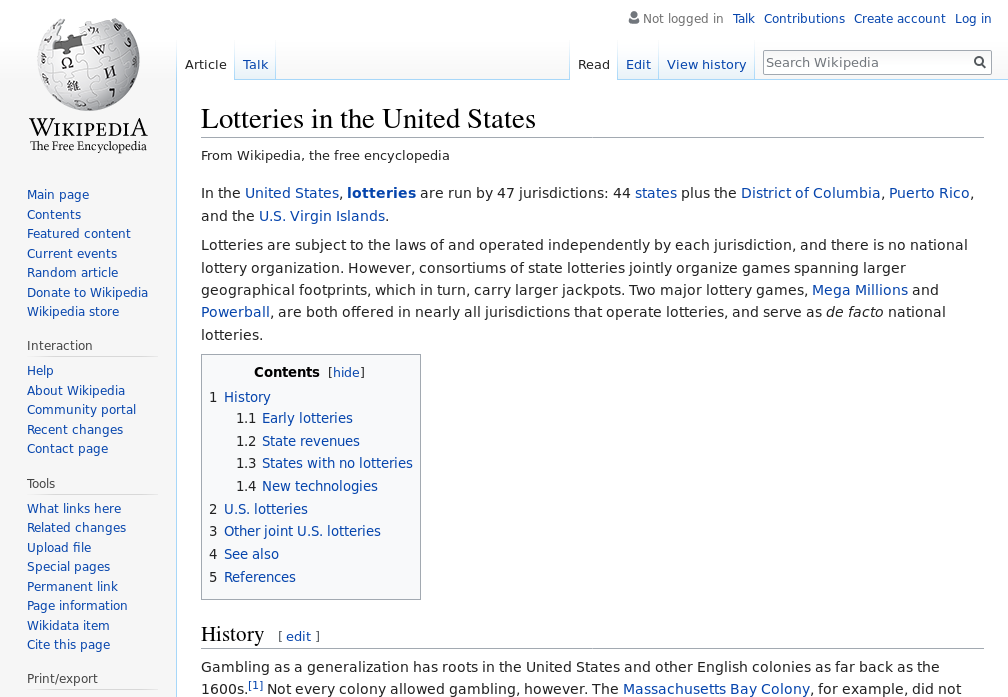 Not logged in Talk Contributions Create account Log in
Article Talk Read Edit View history Search Wikipedia
Ω W И 維
WIKIPEDIA
The Free Encyclopedia
Main page
Contents
Featured content
Current events
Random article
Donate to Wikipedia
Wikipedia store
Interaction
Help
About Wikipedia
Community portal
Recent changes
Contact page
Tools
What links here
Related changes
Upload file
Special pages
Permanent link
Page information
Wikidata item
Cite this page
Print/export
Lotteries in the United States
From Wikipedia, the free encyclopedia
In the United States, lotteries are run by 47 jurisdictions: 44 states plus the District of Columbia, Puerto Rico,
and the U.S. Virgin Islands.
Lotteries are subject to the laws of and operated independently by each jurisdiction, and there is no national
lottery organization. However, consortiums of state lotteries jointly organize games spanning larger
geographical footprints, which in turn, carry larger jackpots. Two major lottery games, Mega Millions and
Powerball, are both offered in nearly all jurisdictions that operate lotteries, and serve as de facto national
lotteries.
Contents [hide]
1 History
1.1 Early lotteries
1.2 State revenues
1.3 States with no lotteries
1.4 New technologies
2 U.S. lotteries
3 Other joint U.S. lotteries
4 See also
5 References
History [ edit ]
Gambling as a generalization has roots in the United States and other English colonies as far back as the
1600s.[1] Not every colony allowed gambling, however. The Massachusetts Bay Colony, for example, did not